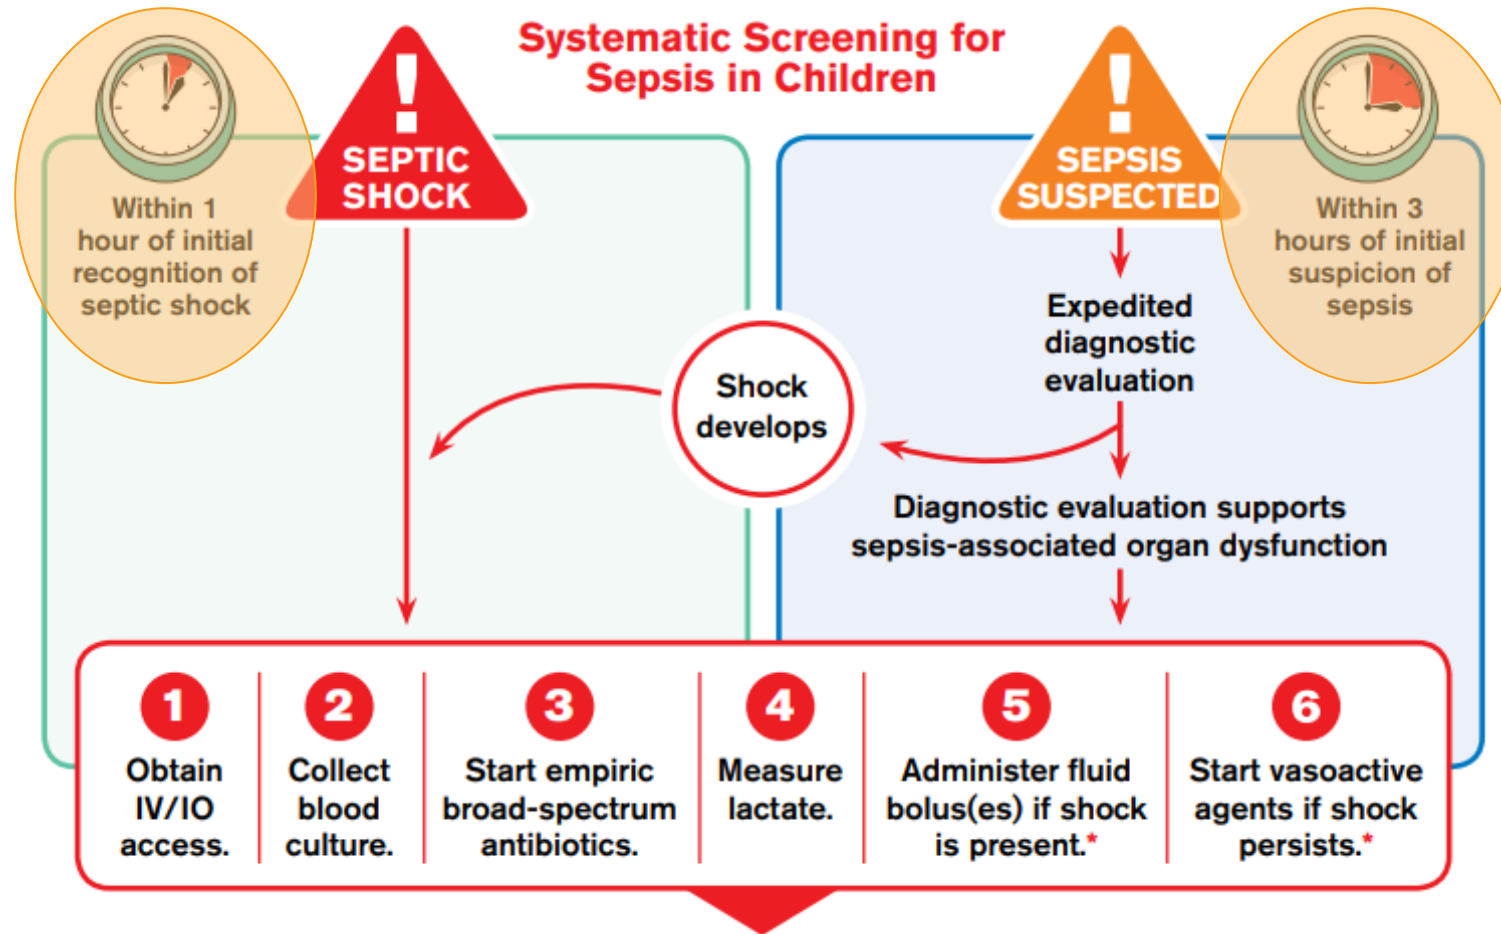 Systematic Screening for
Sepsis in Children
!
SEPTIC
SHOCK
Within 1
hour of initial
recognition of
septic shock
!
SEPSIS
SUSPECTED
Within 3
hours of initial
suspicion of
sepsis
Expedited
diagnostic
evaluation
Shock
develops
Diagnostic evaluation supports
sepsis-associated organ dysfunction
1
Obtain
IV/IO
access.
2
Collect
blood
culture.
3
Start empiric
broad-spectrum
antibiotics.
4
Measure
lactate.
5
Administer fluid
bolus(es) if shock
is present.*
6
Start vasoactive
agents if shock
persists.*